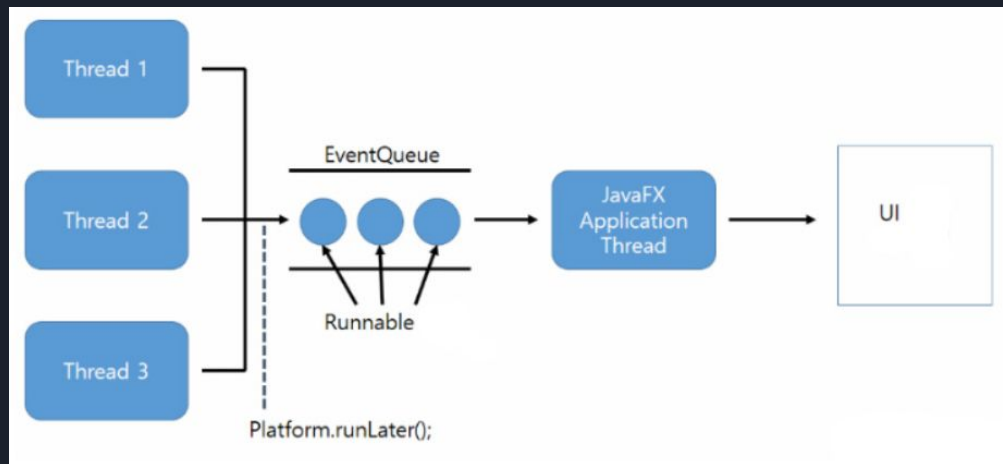 Thread 1
Thread 2
Thread 3
EventQueue
Runnable
Platform.runLater();
JavaFX
Application
Thread
UI